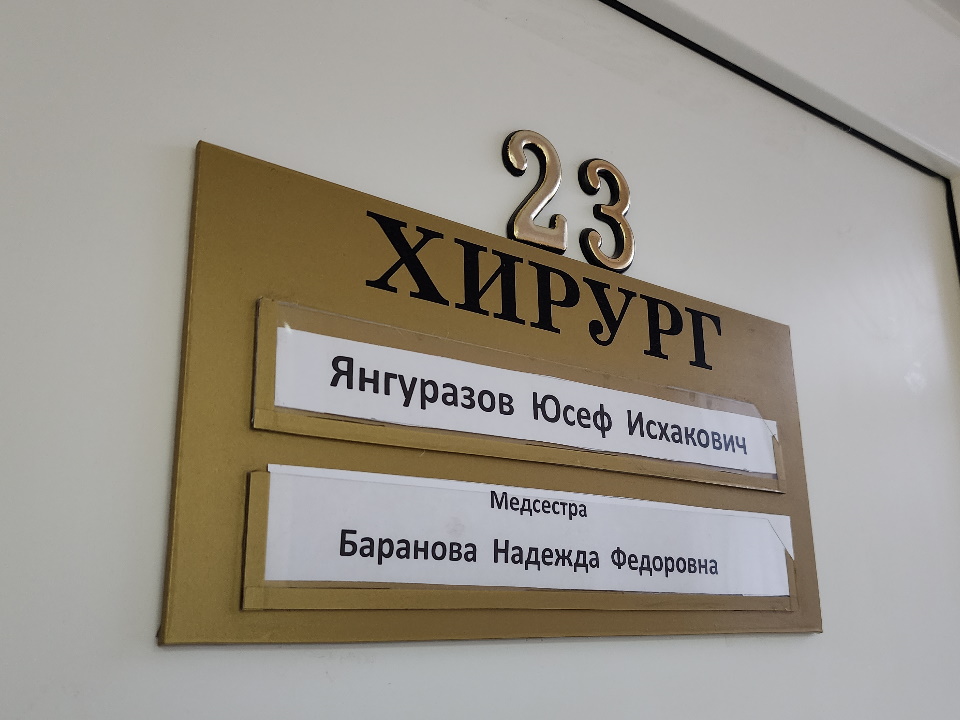 23
ХИРУРГ
Янгуразов Юсеф Исхакович
Медсестра
Баранова Надежда Федоровна